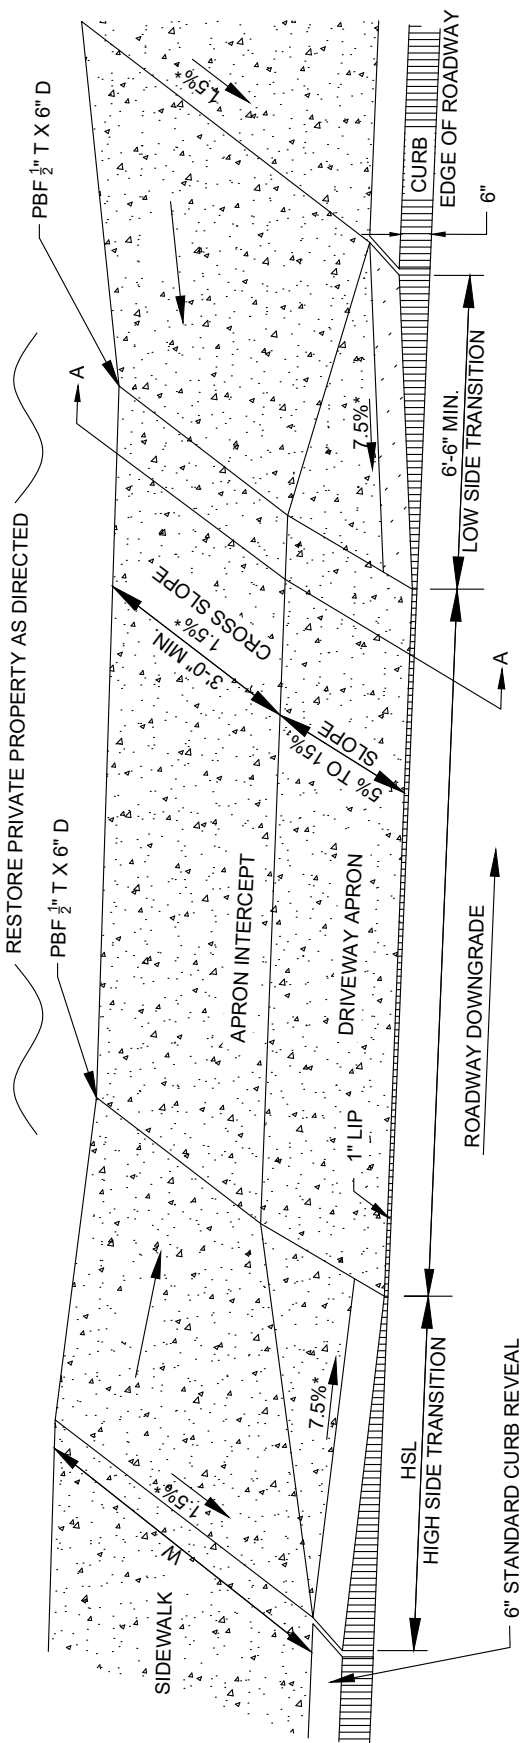 RESTORE PRIVATE PROPERTY AS DIRECTED
PBF 1/2" T X 6" D
PBF 1/2" T X 6" D
A
1.5%*
1.5%*
W
SIDEWALK
3'-0" MIN.
1.5%*
CROSS SLOPE
APRON INTERCEPT
5% TO 15%*
SLOPE
DRIVEWAY APRON
7.5%*
7.5%*
1" LIP
CURB
EDGE OF ROADWAY
6"
A
HSL
HIGH SIDE TRANSITION
6'-6" MIN.
LOW SIDE TRANSITION
ROADWAY DOWNGRADE
6" STANDARD CURB REVEAL